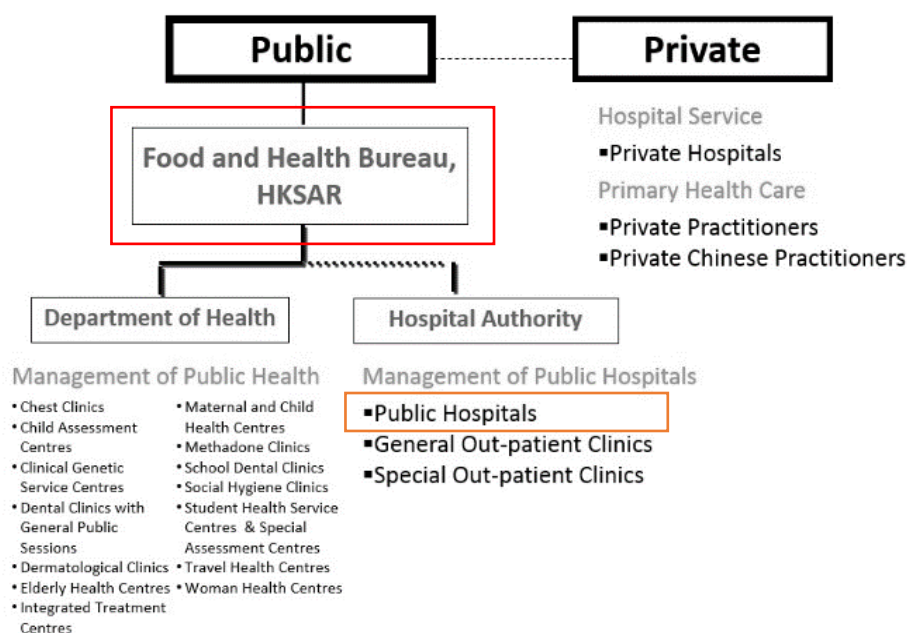 Public
Private
Food and Health Bureau,
HKSAR
Hospital Service
▪Private Hospitals
Primary Health Care
▪Private Practitioners
▪Private Chinese Practitioners
Department of Health
Hospital Authority
Management of Public Health
• Chest Clinics
• Child Assessment
Centres
• Clinical Genetic
Service Centres
• Dental Clinics with
General Public
Sessions
• Dermatological Clinics
• Elderly Health Centres
• Integrated Treatment
Centres
• Maternal and Child
Health Centres
• Methadone Clinics
• School Dental Clinics
• Social Hygiene Clinics
• Student Health Service
Centres & Special
Assessment Centres
• Travel Health Centres
• Woman Health Centres
Management of Public Hospitals
▪Public Hospitals
▪General Out-patient Clinics
▪Special Out-patient Clinics